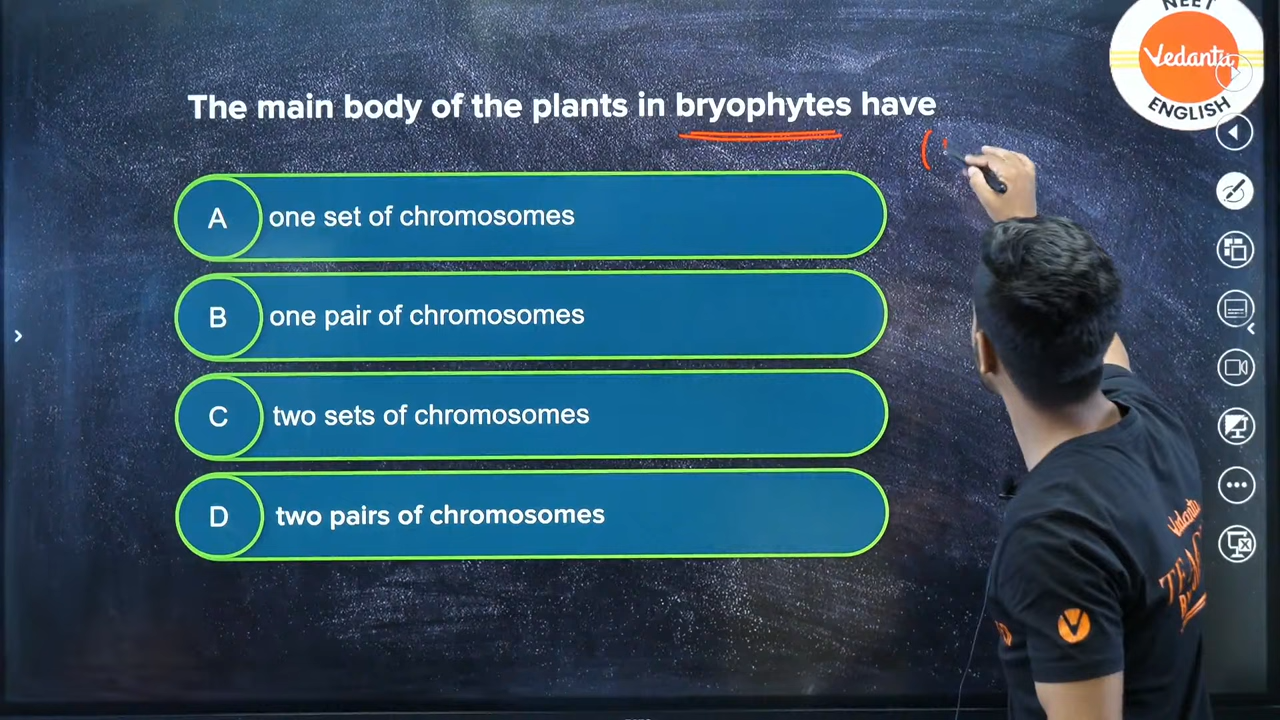 NEET
Vedantu
ENGLISH
The main body of the plants in bryophytes have
A one set of chromosomes
B one pair of chromosomes
C two sets of chromosomes
D two pairs of chromosomes
Vedantu
V